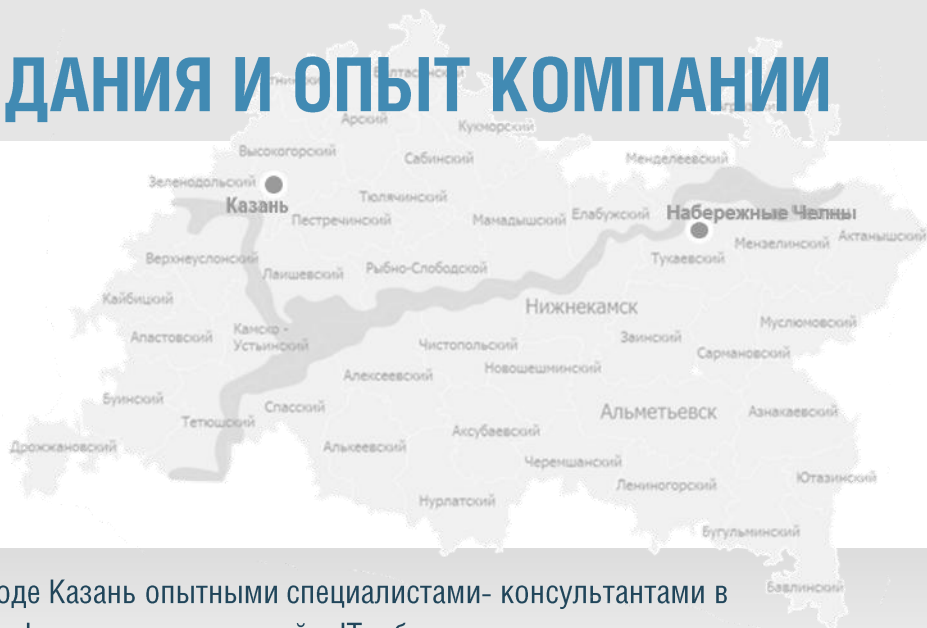 ДАНИЯ И ОПЫТ КОМПАНИИ
Арский
Кукморский
Высокогорский
Сабинский
Менделеевский
Зеленодольский
Тюлячинский
Казань
Пестречинский
Мамадышский
Елабужский
Набережные Челны
Мензелинский
Актанышский
Верхнеуслонский
Лаишевский
Рыбно-Слободской
Тукаевский
Кайбицкий
Нижнекамск
Апастовский
Камско -
Устьинский
Чистопольский
Заинский
Муслюмовский
Сармановский
Алексеевский
Новошешминский
Буинский
Спасский
Тетюшский
Альметьевск
Азнакаевский
Дрожжановский
Алькеевский
Аксубаевский
Черемшанский
Лениногорский
Ютазинский
Нурлатский
Бугульминский
Бавлинский
оде Казань опытными специалистами- консультантами в